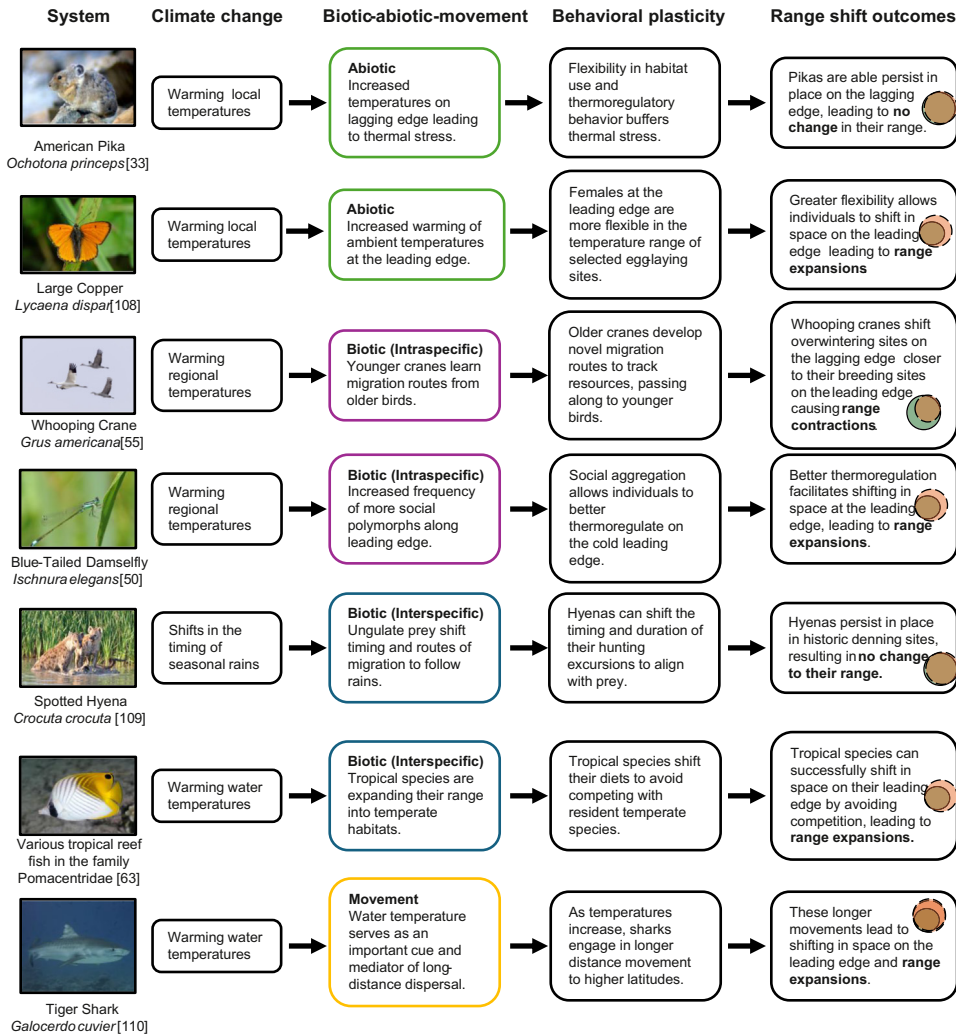 System
Climate change
Biotic-abiotic-movement
Behavioral plasticity
Range shift outcomes
American Pika
Ochotona princeps[33]
Warming local
temperatures
Abiotic
Increased
temperatures on
lagging edge leading
to thermal stress.
Flexibility in habitat
use and
thermoregulatory
behavior buffers
thermal stress.
Pikas are able persist in
place on the lagging
edge, leading to no
change in their range.
Large Copper
Lycaena dispar[108]
Warming local
temperatures
Abiotic
Increased warming of
ambient temperatures
at the leading edge.
Females at the
leading edge are
more flexible in the
temperature range of
selected egg-laying
sites.
Greater flexibility allows
individuals to shift in
space on the leading
edge leading to range
expansions
Whooping Crane
Grus americana[55]
Warming
regional
temperatures
Biotic (Intraspecific)
Younger cranes learn
migration routes from
older birds.
Older cranes develop
novel migration
routes to track
resources, passing
along to younger
birds.
Whooping cranes shift
overwintering sites on
the lagging edge closer
to their breeding sites
on the leading edge
causing range
contractions.
Blue-Tailed Damselfly
Ischnura elegans[50]
Warming
regional
temperatures
Biotic (Intraspecific)
Increased frequency
of more social
polymorphs along
leading edge.
Social aggregation
allows individuals to
better
thermoregulate on
the cold leading
edge.
Better thermoregulation
facilitates shifting in
space at the leading
edge, leading to range
expansions.
Spotted Hyena
Crocuta crocuta [109]
Shifts in the
timing of
seasonal rains
Biotic (Interspecific)
Ungulate prey shift
timing and routes of
migration to follow
rains.
Hyenas can shift the
timing and duration of
their hunting
excursions to align
with prey.
Hyenas persist in place
in historic denning sites,
resulting in no change
to their range.
Various tropical reef
fish in the family
Pomacentridae [63]
Warming water
temperatures
Biotic (Interspecific)
Tropical species are
expanding their range
into temperate
habitats.
Tropical species shift
their diets to avoid
competing with
resident temperate
species.
Tropical species can
successfully shift in
space on their leading
edge by avoiding
competition, leading to
range expansions.
Tiger Shark
Galocerdo cuvier [110]
Warming water
temperatures
Movement
Water temperature
serves as an
important cue and
mediator of long-
distance dispersal.
As temperatures
increase, sharks
engage in longer
distance movement
to higher latitudes.
These longer
movements lead to
shifting in space on the
leading edge and range
expansions.